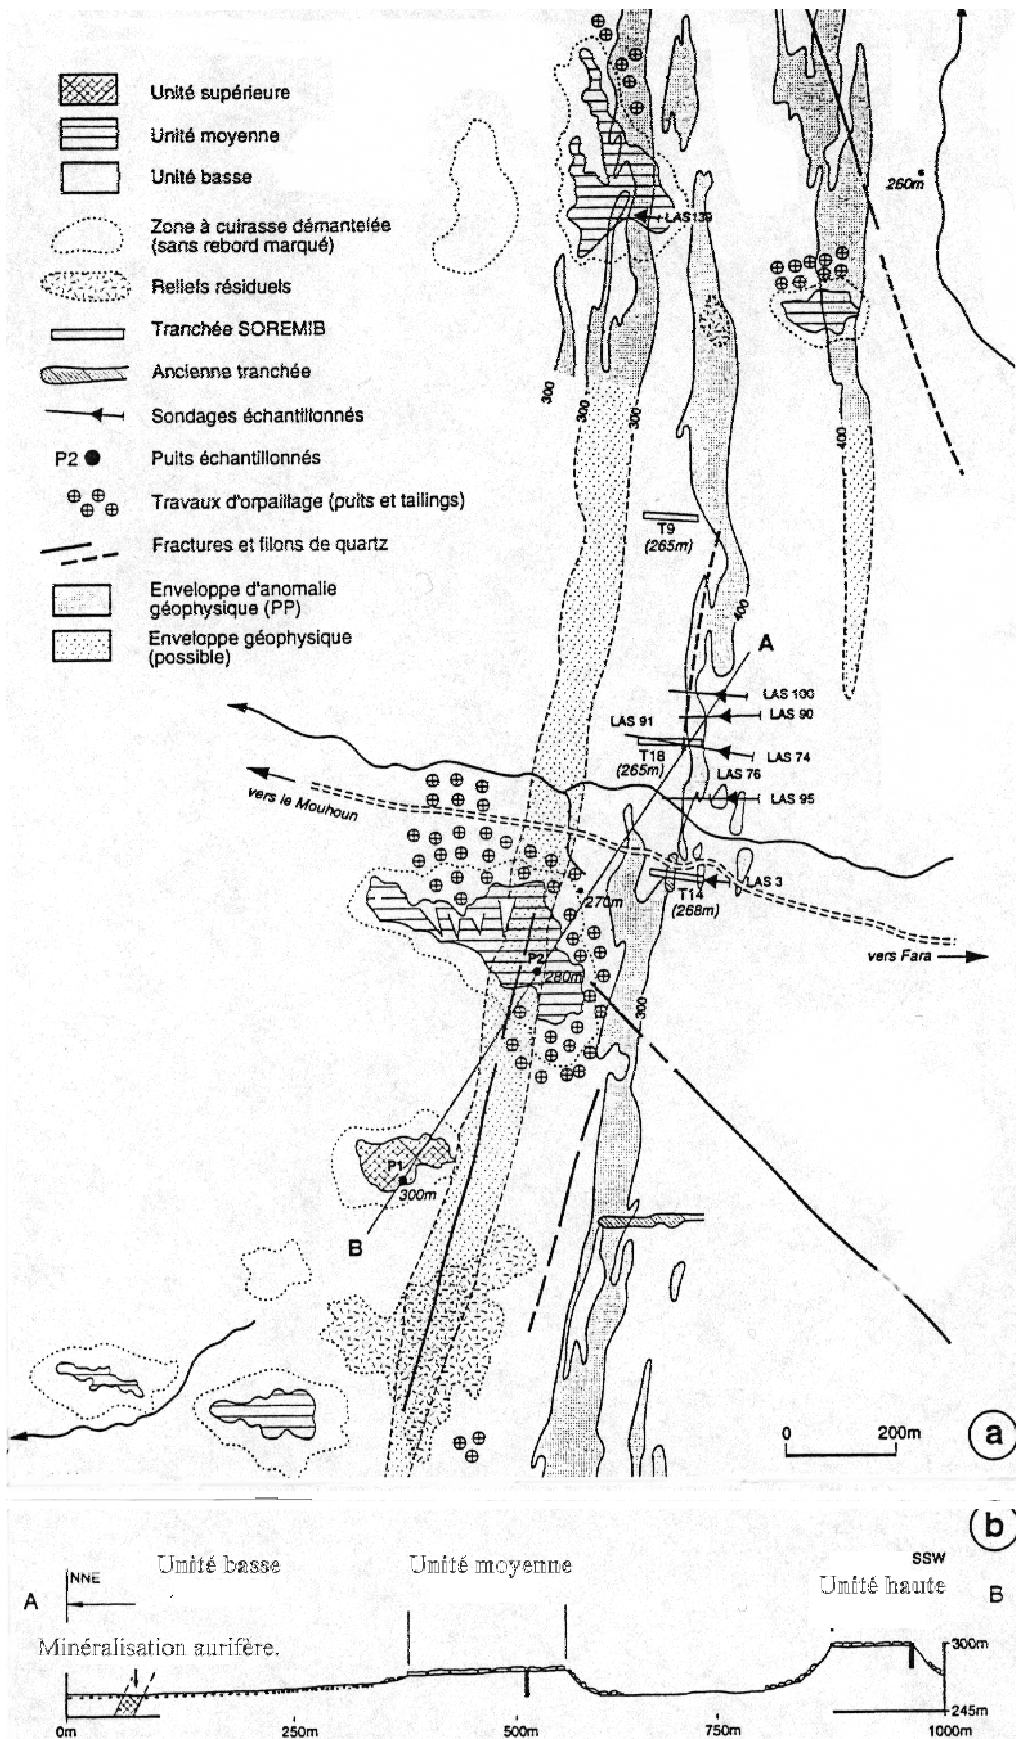 Unité supérieure
Unité moyenne
Unité basse
Zone à cuirasse démantelée
(sans rebord marqué)
Reliefs résiduels
Tranchée SOREMIB
Ancienne tranchée
Sondages échantillonnés
P2
Puits échantillonnés
Travaux d'orpaillage (puits et tailings)
Fractures et filons de quartz
Enveloppe d'anomalie
géophysique (PP)
Enveloppe géophysique
(possible)
260m
LAS 139
300
300
300
400
T9
(265m)
400
A
LAS 100
LAS 91
LAS 90
T18
(265m)
LAS 74
LAS 76
LAS 95
vers le Mouhoun
LAS 3
T14
(268m)
270m
vers Fara
P2
280m
300
P1
300m
B
0
200m
a
b
Unité basse
Unité moyenne
SSW
Unité haute
NNE
A
B
Minéralisation aurifère.
300m
245m
0m
250m
500m
750m
1000m